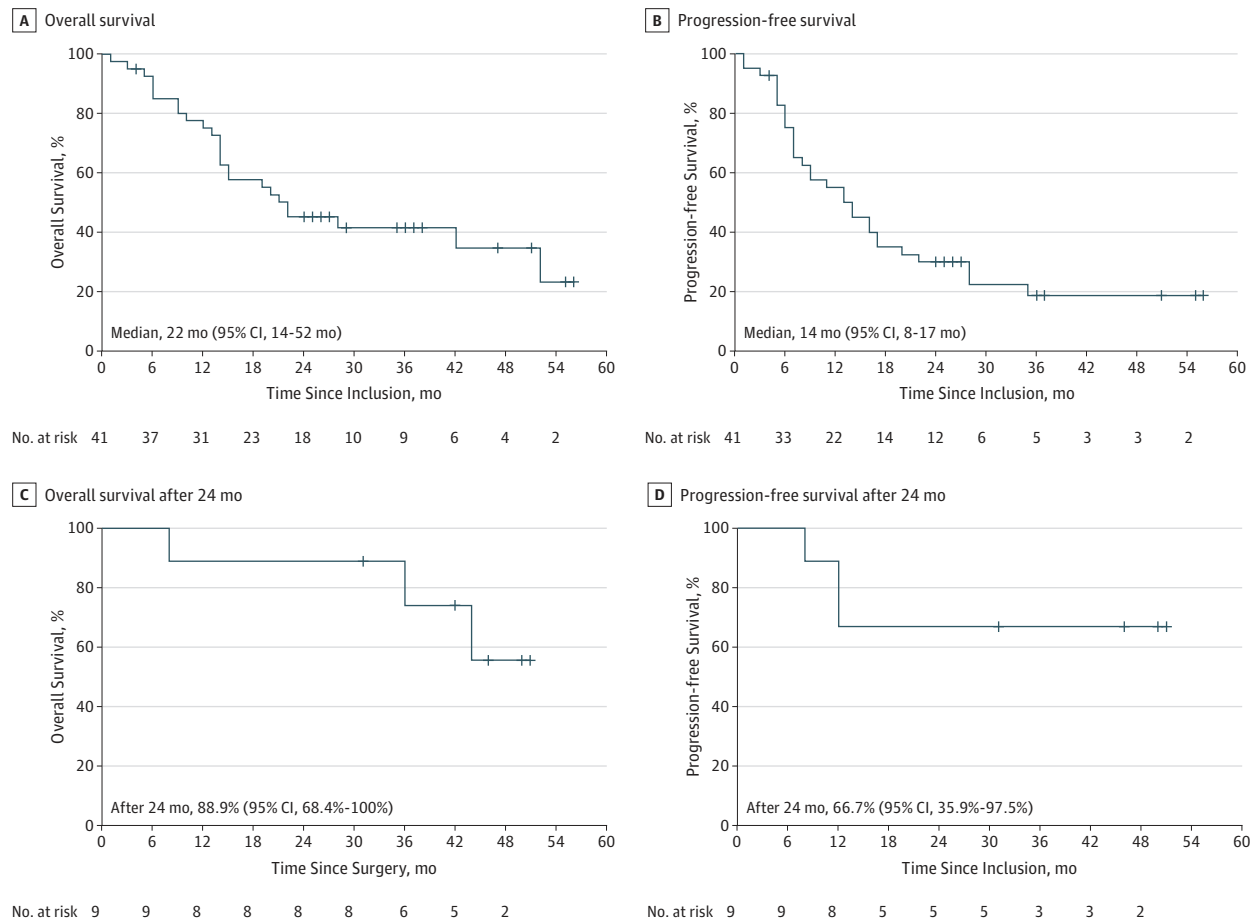 A Overall survival
100
80
60
40
20
0
Overall Survival, %
Median, 22 mo (95% CI, 14-52 mo)
0 6 12 18 24 30 36 42 48 54 60
Time Since Inclusion, mo
No. at risk 41 37 31 23 18 10 9 6 4 2
B Progression-free survival
100
80
60
40
20
0
Progression-free Survival, %
Median, 14 mo (95% CI, 8-17 mo)
0 6 12 18 24 30 36 42 48 54 60
Time Since Inclusion, mo
No. at risk 41 33 22 14 12 6 5 3 3 2
C Overall survival after 24 mo
100
80
60
40
20
0
Overall Survival, %
After 24 mo, 88.9% (95% CI, 68.4%-100%)
0 6 12 18 24 30 36 42 48 54 60
Time Since Surgery, mo
No. at risk 9 9 8 8 8 8 6 5 2
D Progression-free survival after 24 mo
100
80
60
40
20
0
Progression-free Survival, %
After 24 mo, 66.7% (95% CI, 35.9%-97.5%)
0 6 12 18 24 30 36 42 48 54 60
Time Since Inclusion, mo
No. at risk 9 9 8 5 5 5 3 3 2